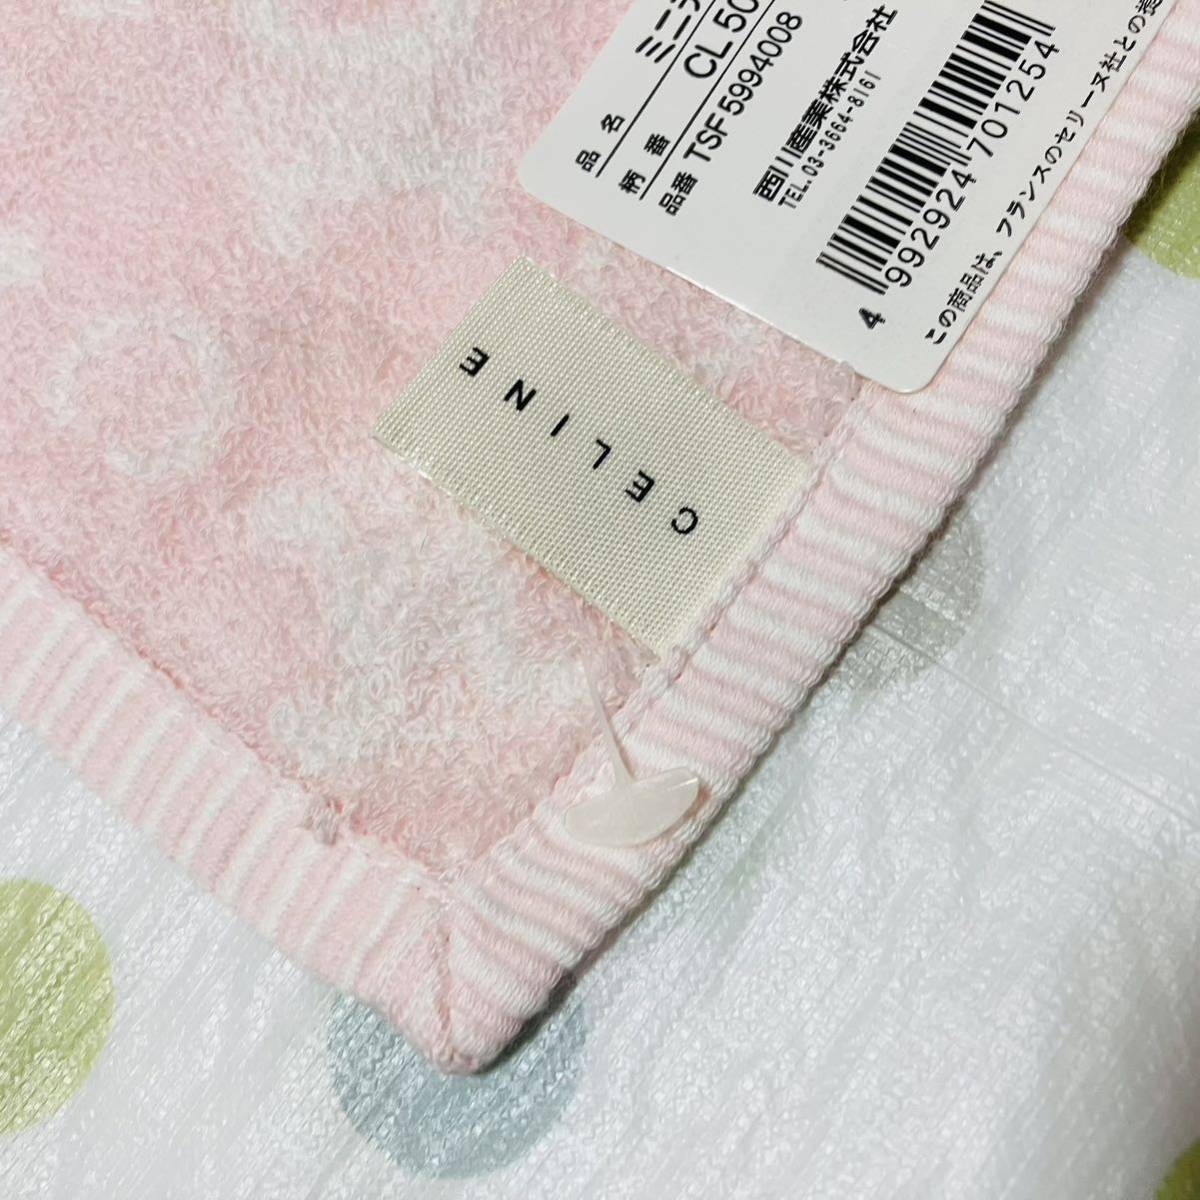 品名 ミニ
柄番 CL 50
品番 TSF5994008
西川産業株式会社
TEL.03-3664-8161
4 992924 701254
この商品は、フランスのセリーヌ社との
CELINE